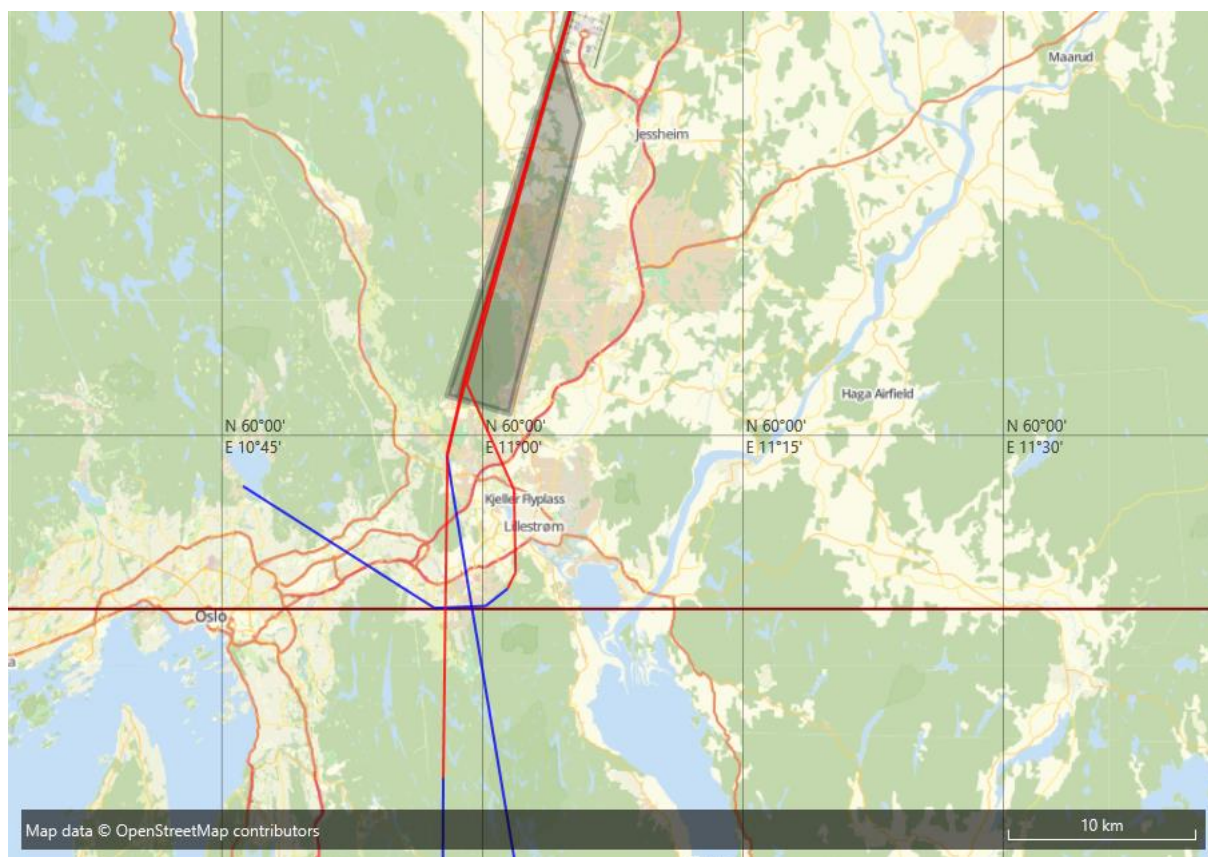 Maarud
Jessheim
Haga Airfield
N 60°00'
E 10°45'
N 60°00'
E 11°00'
N 60°00'
E 11°15'
N 60°00'
E 11°30'
Kjeller Flyplass
Lillestrøm
Oslo
a
Map data © OpenStreetMap contributors
10 km